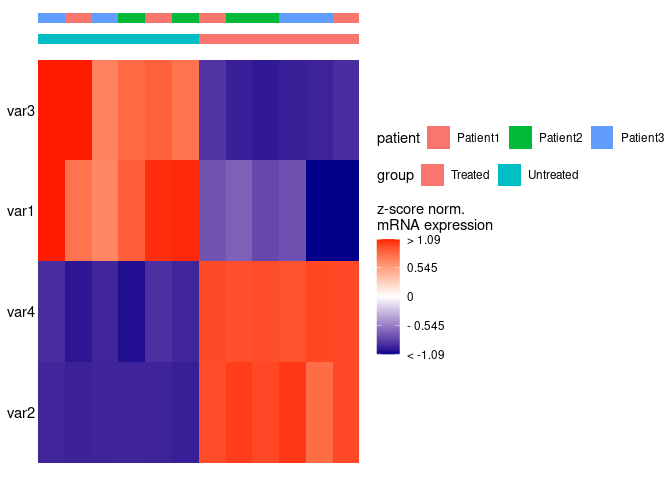 var3
var1
var4
var2
patient Patient1 Patient2 Patient3
group Treated Untreated
z-score norm.
mRNA expression
> 1.09
0.545
0
- 0.545
< -1.09